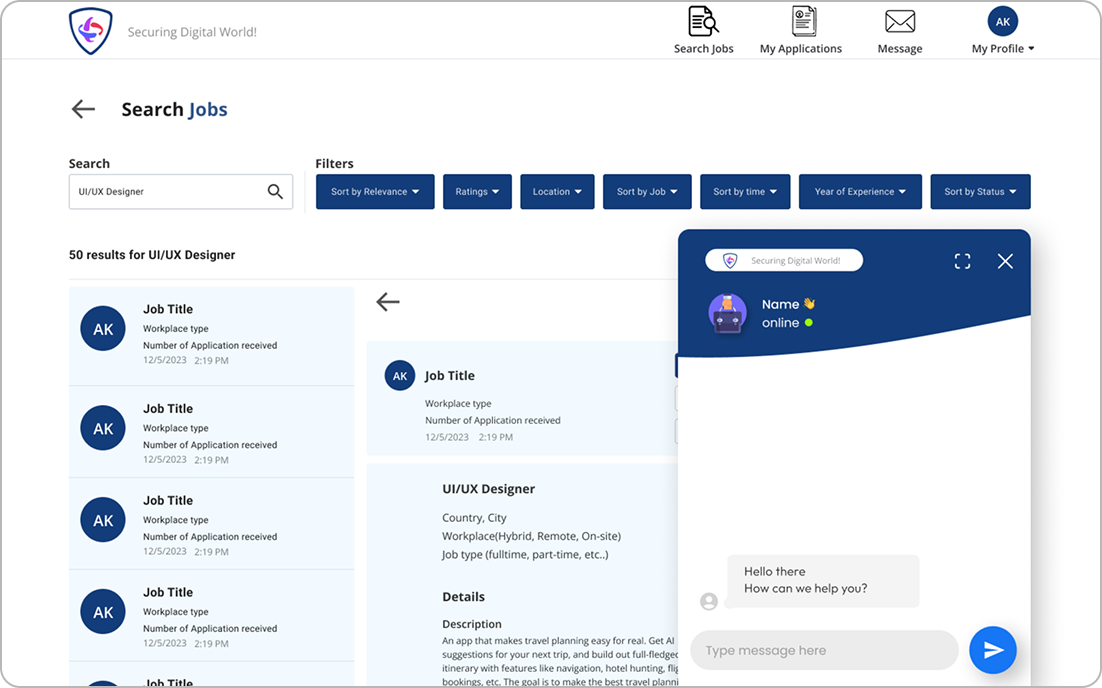 Securing Digital World!
Search Jobs
My Applications
Message
AK
My Profile
Search Jobs
Search
Filters
UI/UX Designer
Sort by Relevance
Ratings
Location
Sort by Job
Sort by time
Year of Experience
Sort by Status
50 results for UI/UX Designer
AK
Job Title
Workplace type
Number of Application received
12/5/2023 2:19 PM
AK
Job Title
Workplace type
Number of Application received
12/5/2023 2:19 PM
AK
Job Title
Workplace type
Number of Application received
12/5/2023 2:19 PM
AK
Job Title
Workplace type
Number of Application received
12/5/2023 2:19 PM
Job Title
AK
Job Title
Workplace type
Number of Application received
12/5/2023 2:19 PM
UI/UX Designer
Country, City
Workplace(Hybrid, Remote, On-site)
Job type (fulltime, part-time, etc..)
Details
Description
An app that makes travel planning easy for real. Get AI
suggestions for your next trip, and build out full-fledged
itinerary with features like navigation, hotel hunting,
bookings, etc. The goal is to make the best travel
Securing Digital World!
Name 👋
online
Hello there
How can we help you?
Type message here